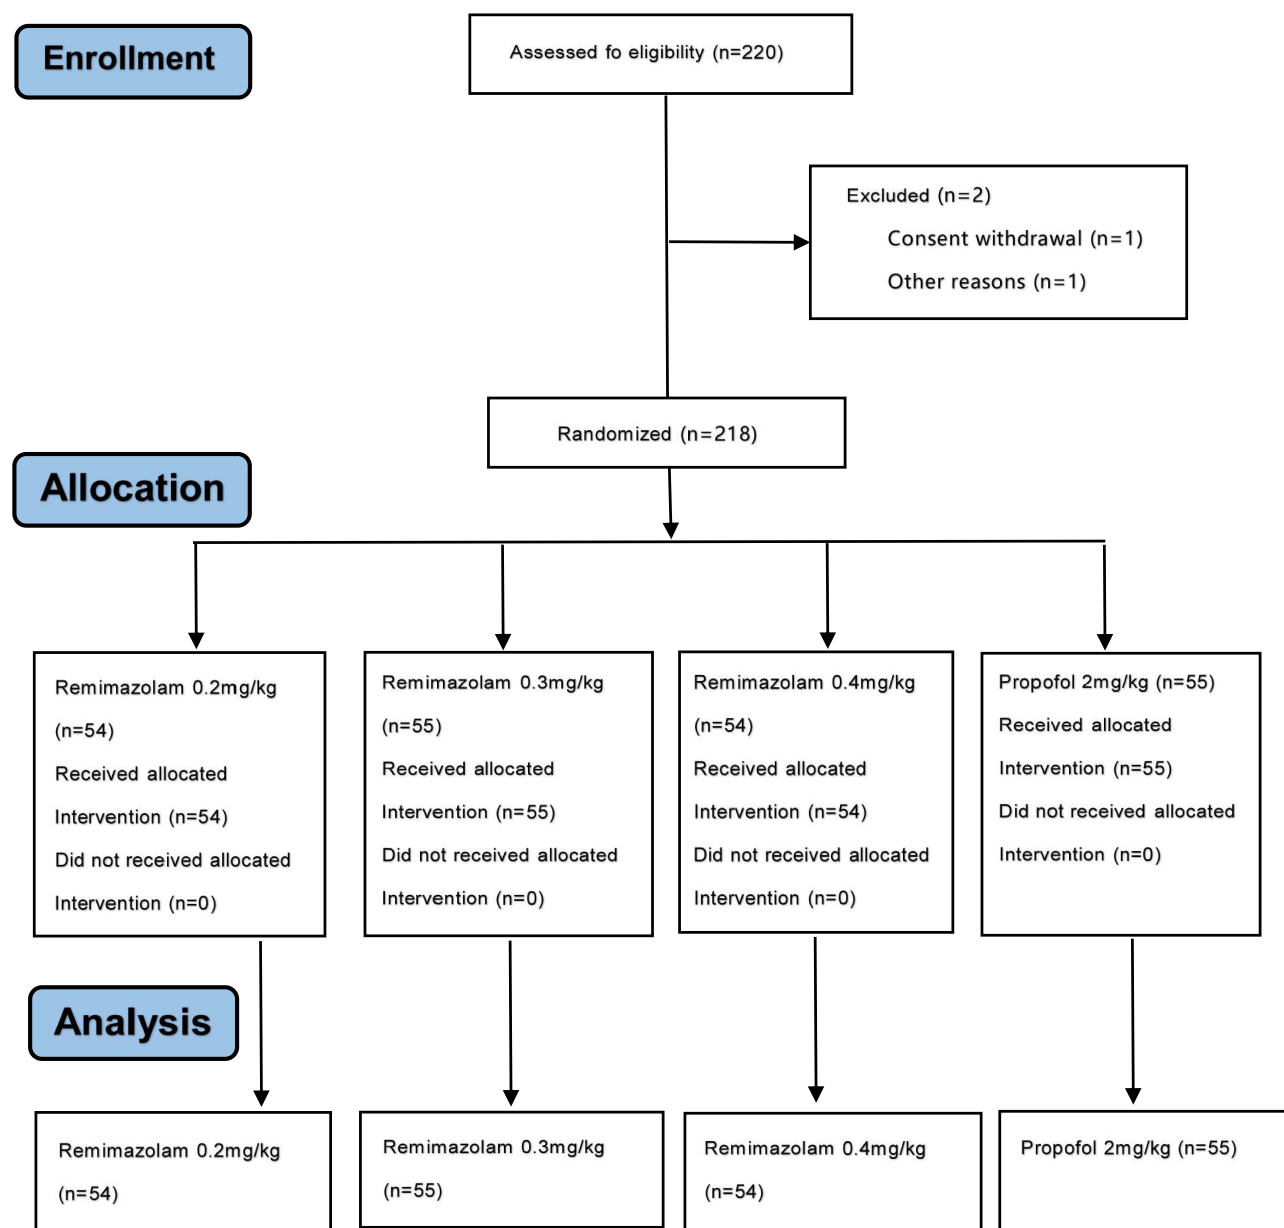 Enrollment
Assessed fo eligibility (n=220)
Excluded (n=2)
Consent withdrawal (n=1)
Other reasons (n=1)
Randomized (n=218)
Allocation
Remimazolam 0.2mg/kg
(n=54)
Received allocated
Intervention (n=54)
Did not received allocated
Intervention (n=0)
Remimazolam 0.3mg/kg
(n=55)
Received allocated
Intervention (n=55)
Did not received allocated
Intervention (n=0)
Remimazolam 0.4mg/kg
(n=54)
Received allocated
Intervention (n=54)
Did not received allocated
Intervention (n=0)
Propofol 2mg/kg (n=55)
Received allocated
Intervention (n=55)
Did not received allocated
Intervention (n=0)
Analysis
Remimazolam 0.2mg/kg
(n=54)
Remimazolam 0.3mg/kg
(n=55)
Remimazolam 0.4mg/kg
(n=54)
Propofol 2mg/kg (n=55)